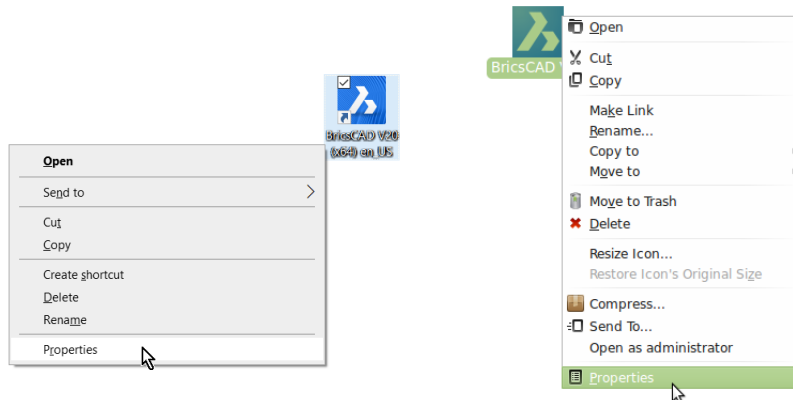 BricsCAD V20
(x64) en_US
Open
Send to
Cut
Copy
Create shortcut
Delete
Rename
Properties
BricsCAD
Open
Cut
Copy
Make Link
Rename...
Copy to
Move to
Move to Trash
Delete
Resize Icon...
Restore Icon's Original Size
Compress...
Send To...
Open as administrator
Properties